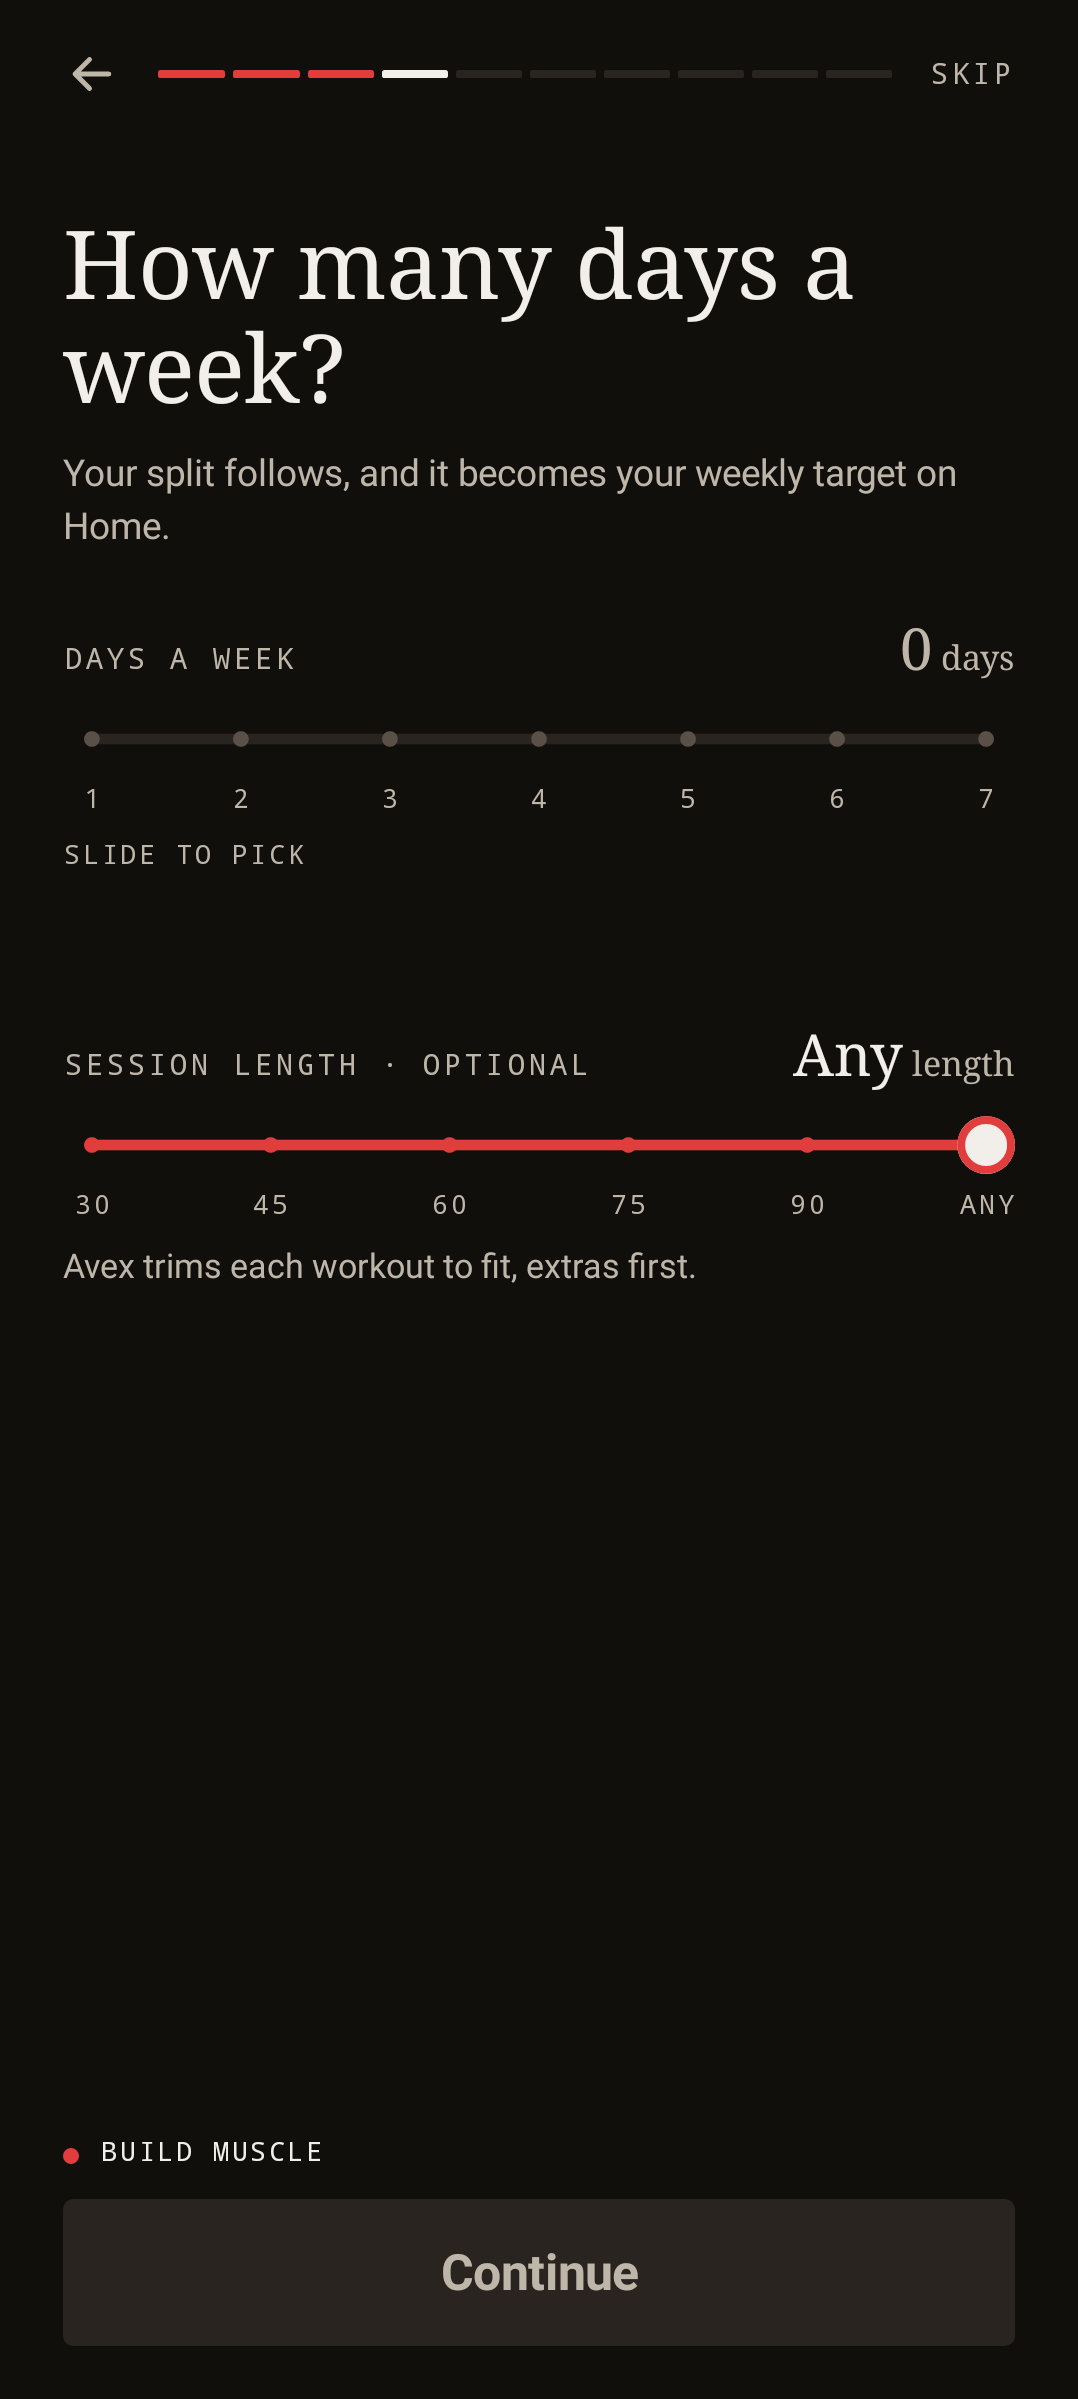 SKIP
How many days a
week?
Your split follows, and it becomes your weekly target on
Home.
DAYS A WEEK 0 days
1 2 3 4 5 6 7
SLIDE TO PICK
SESSION LENGTH · OPTIONAL Any length
30 45 60 75 90 ANY
Avex trims each workout to fit, extras first.
BUILD MUSCLE
Continue